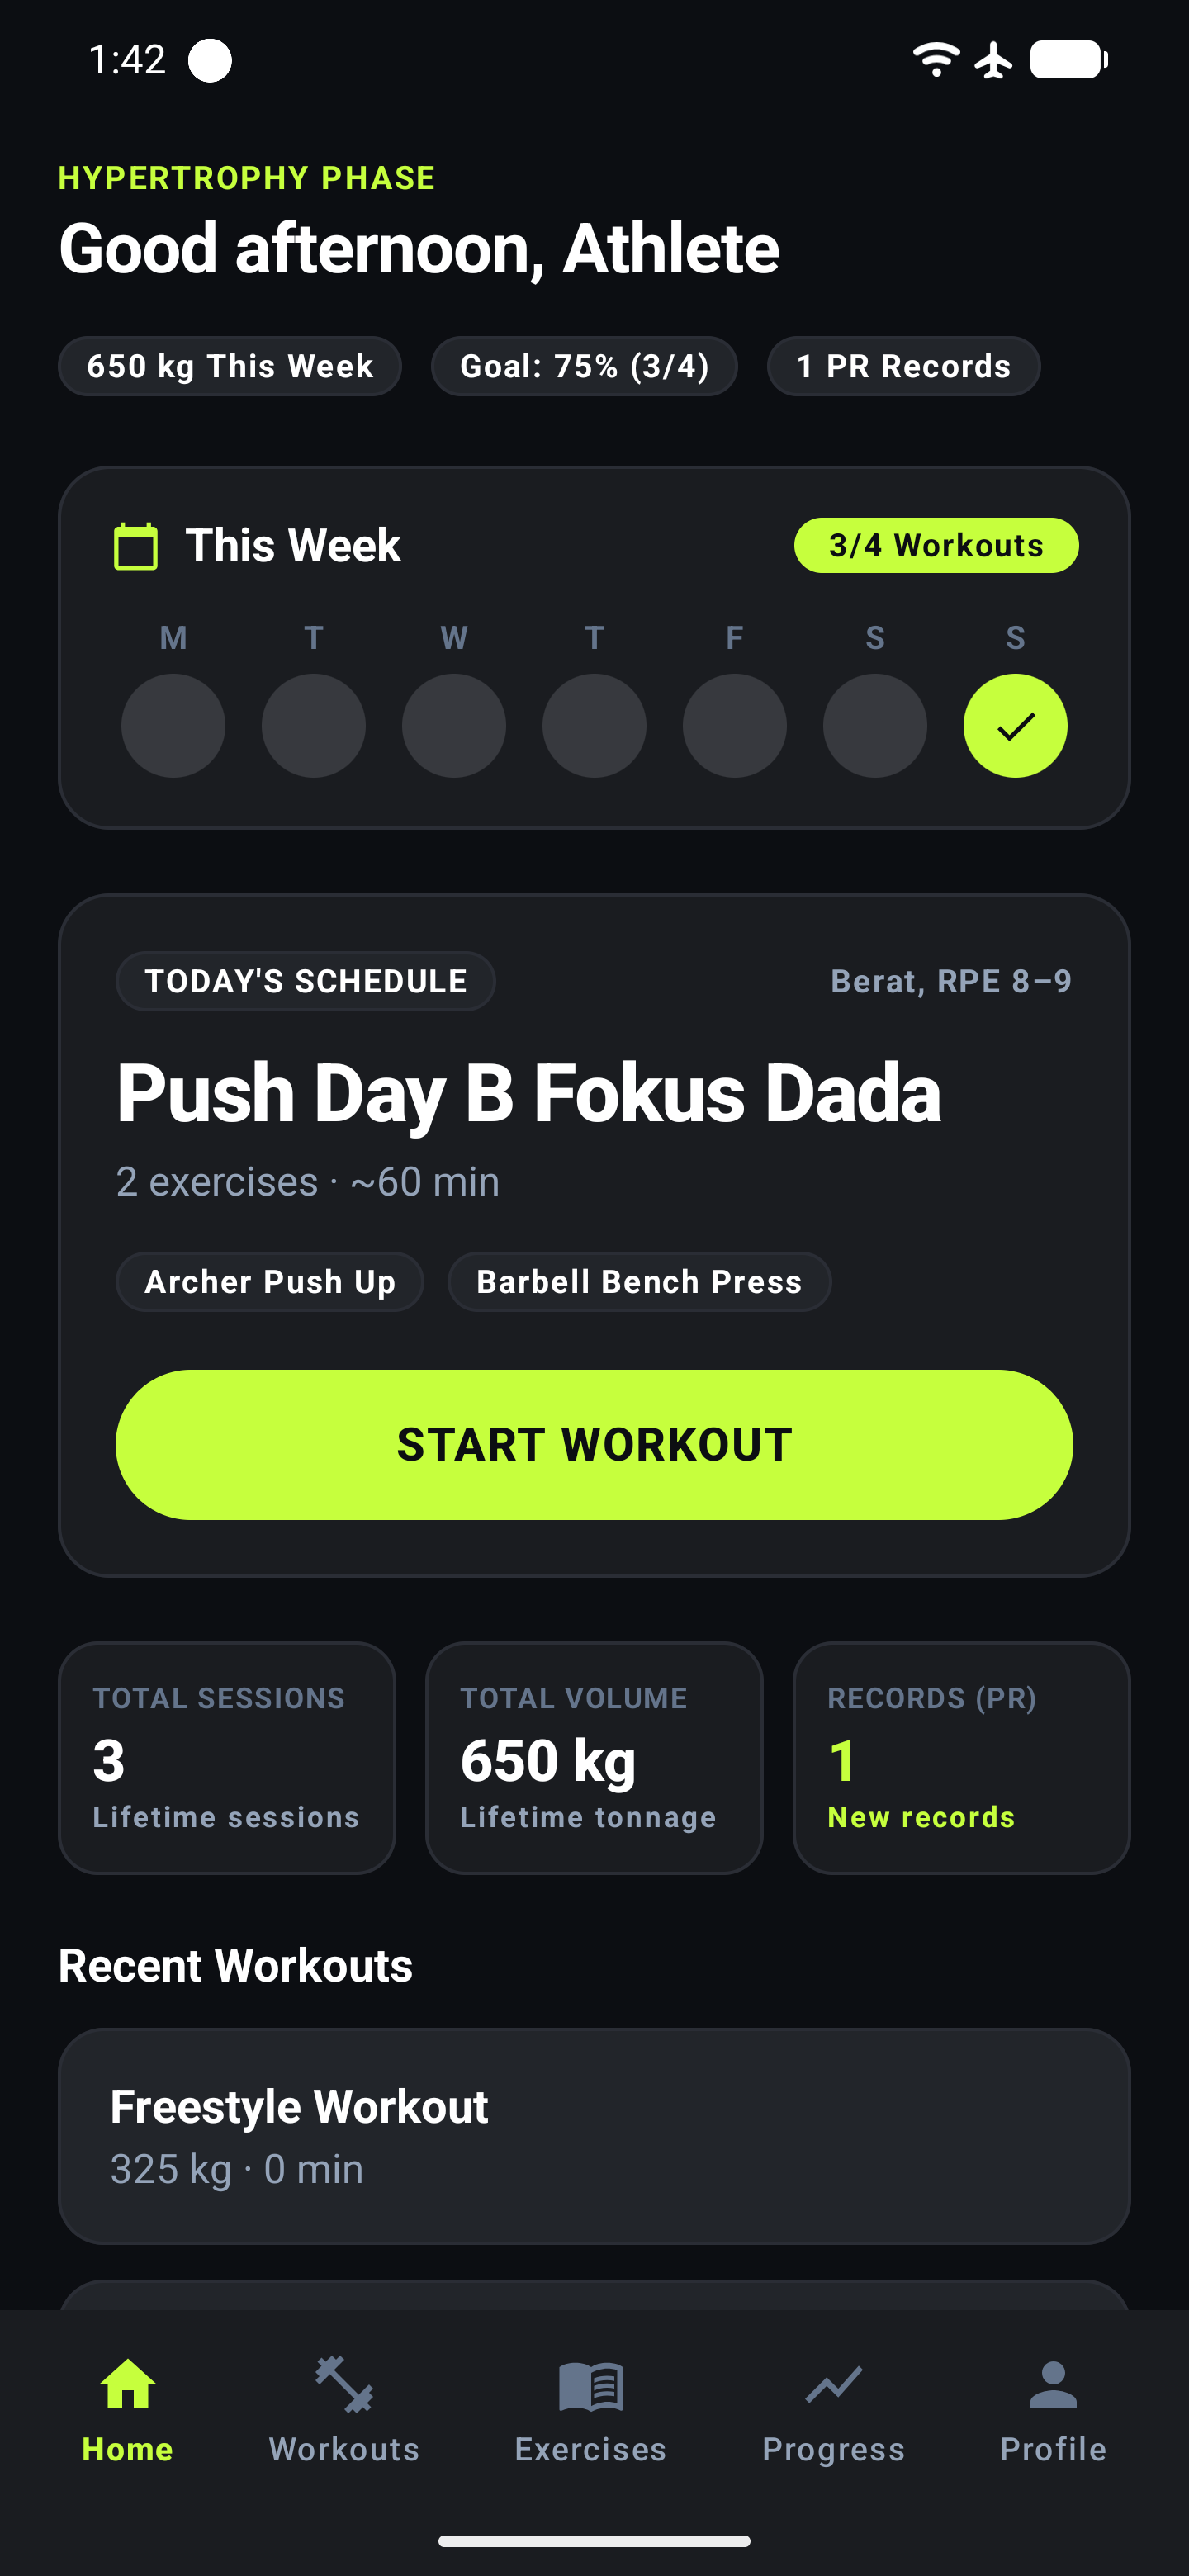 1:42
HYPERTROPHY PHASE
Good afternoon, Athlete
650 kg This Week
Goal: 75% (3/4)
1 PR Records
This Week
3/4 Workouts
M T W T F S S
TODAY'S SCHEDULE
Berat, RPE 8–9
Push Day B Fokus Dada
2 exercises · ~60 min
Archer Push Up
Barbell Bench Press
START WORKOUT
TOTAL SESSIONS
3
Lifetime sessions
TOTAL VOLUME
650 kg
Lifetime tonnage
RECORDS (PR)
1
New records
Recent Workouts
Freestyle Workout
325 kg · 0 min
Home
Workouts
Exercises
Progress
Profile